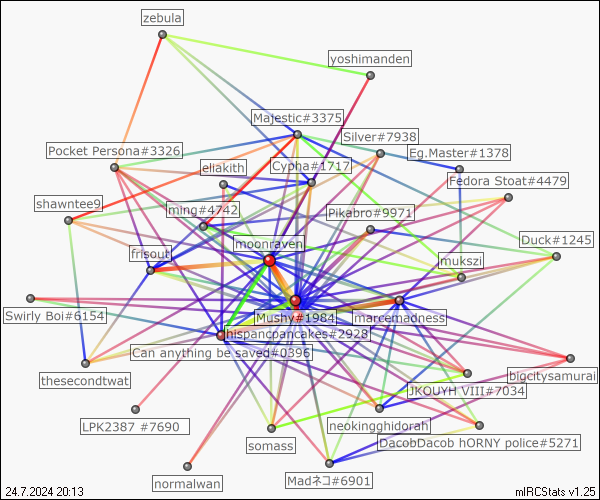 zebula
yoshimanden
Majestic#3375
Silver#7938
Pocket Persona#3326
Eg.Master#1378
eliakith
Cypha#1717
Fedora Stoat#4479
shawntee9
ming#4742
Pikabro#9971
moonraven
Duck#1245
frisout
mukszi
Swirly Boi#6154
Mushy#1984
marcemadness
hispancpancakes#2928
Can anything be saved#0396
bigcitysamurai
thesecondtwat
JKOUYH VIII#7034
LPK2387 #7690
neokingghidorah
DacobDacob hORNY police#5271
somass
normalwan
Madネコ#6901
24.7.2024 20:13
mIRCStats v1.25